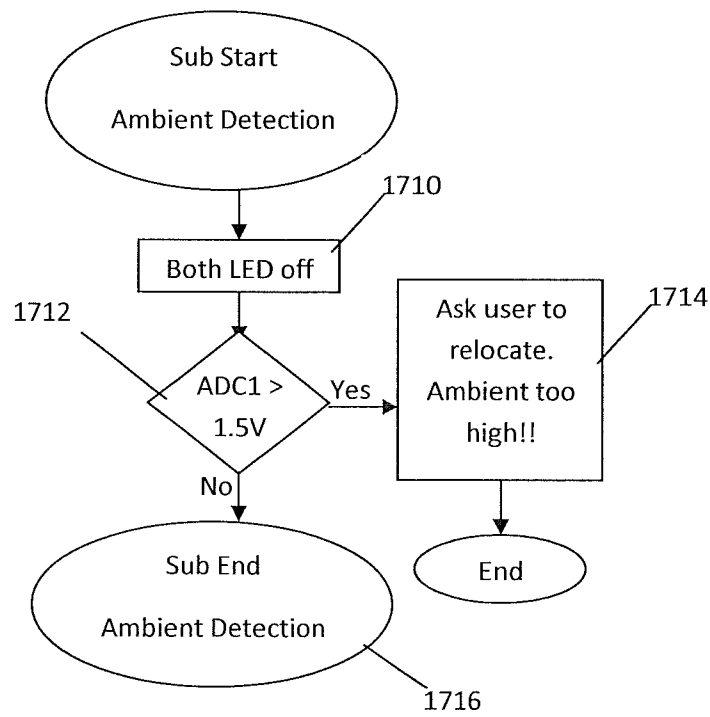 Sub Start
Ambient Detection
1710
Both LED off
1712
ADC1 >
1.5V
Yes
Ask user to
relocate.
Ambient too
high!!
1714
No
Sub End
Ambient Detection
End
1716